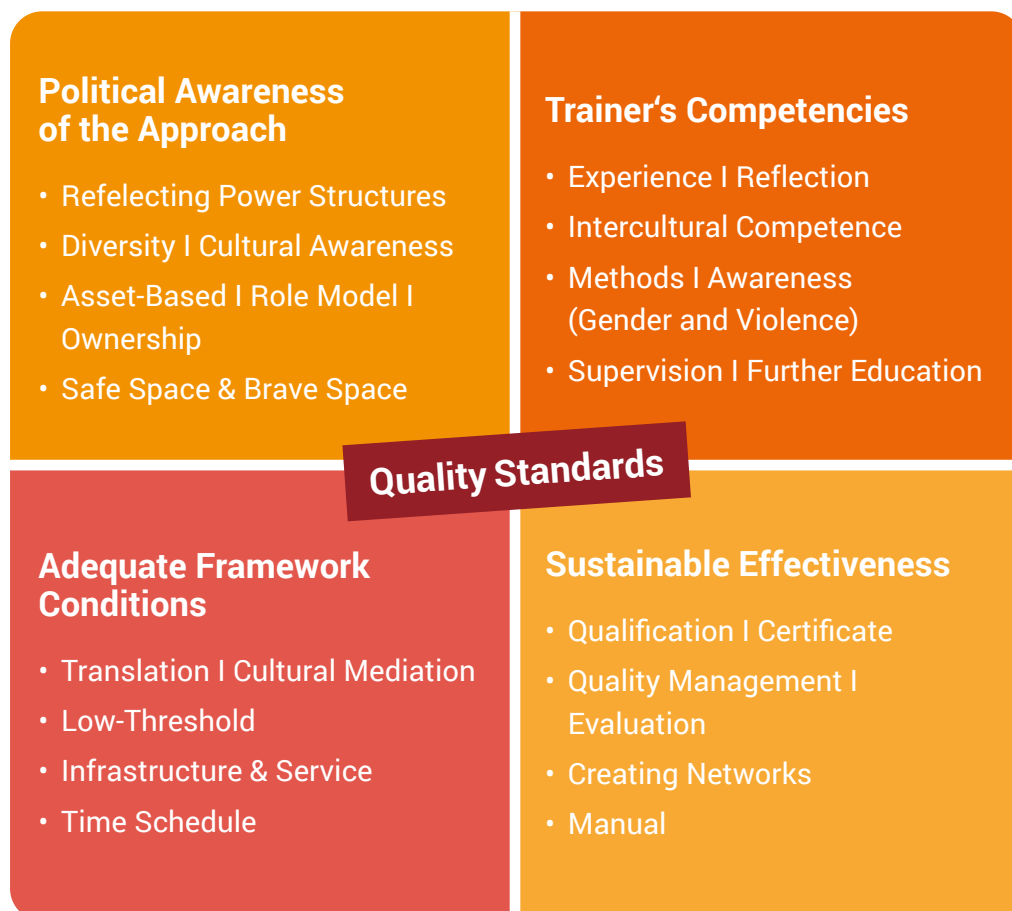 Political Awareness
of the Approach
• Refelecting Power Structures
• Diversity I Cultural Awareness
• Asset-Based I Role Model I
Ownership
• Safe Space & Brave Space
Trainer‘s Competencies
• Experience I Reflection
• Intercultural Competence
• Methods I Awareness
(Gender and Violence)
• Supervision I Further Education
Quality Standards
Adequate Framework
Conditions
• Translation I Cultural Mediation
• Low-Threshold
• Infrastructure & Service
• Time Schedule
Sustainable Effectiveness
• Qualification I Certificate
• Quality Management I
Evaluation
• Creating Networks
• Manual